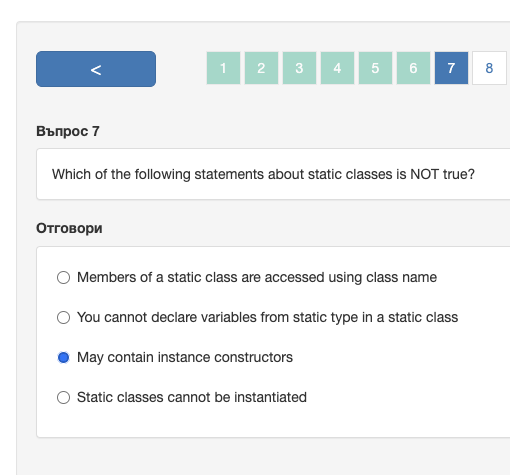 <
1 2 3 4 5 6 7 8
Въпрос 7
Which of the following statements about static classes is NOT true?
Отговори
Members of a static class are accessed using class name
You cannot declare variables from static type in a static class
May contain instance constructors
Static classes cannot be instantiated